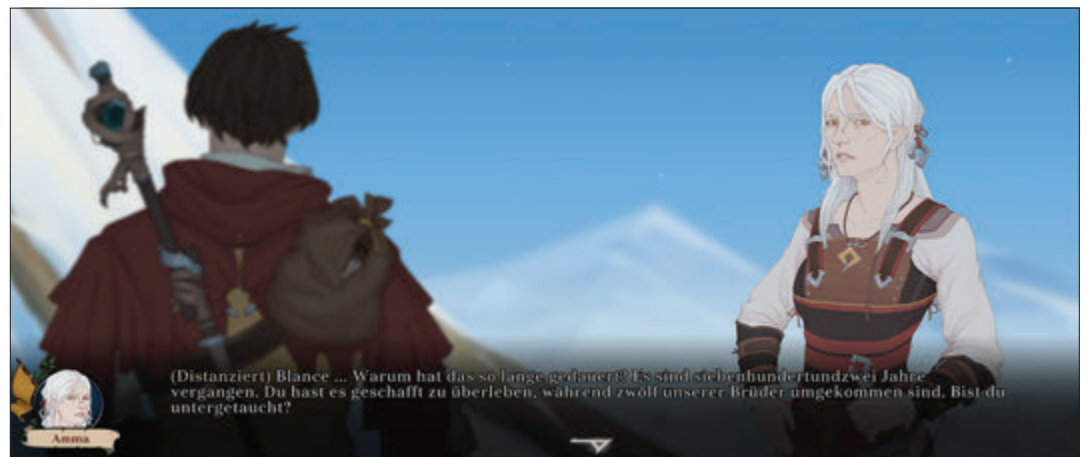 (Distanziert) Blance ... Warum hat das so lange gedauert? Es sind siebenhundertundzwei Jahre
vergangen. Du hast es geschafft zu überleben, während zwölf unserer Brüder umgekommen sind. Bist du
untergetaucht?
Amma